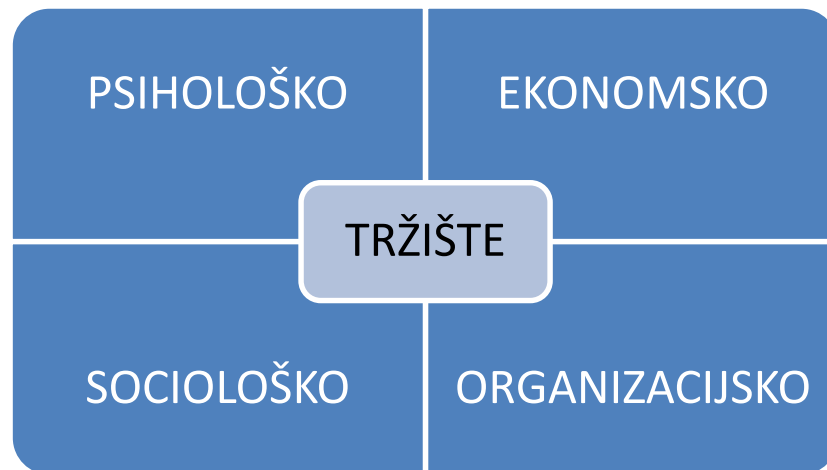 PSIHOLOŠKO
EKONOMSKO
TRŽIŠTE
SOCIOLOŠKO
ORGANIZACIJSKO